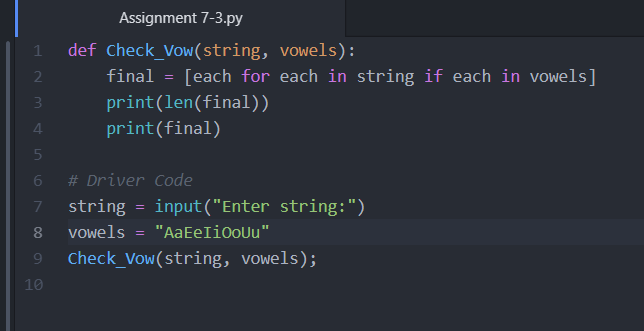 Assignment 7-3.py
1 def Check_Vow(string, vowels):
2     final = [each for each in string if each in vowels]
3     print(len(final))
4     print(final)
5
6 # Driver Code
7 string = input("Enter string:")
8 vowels = "AaEeIiOoUu"
9 Check_Vow(string, vowels);
10